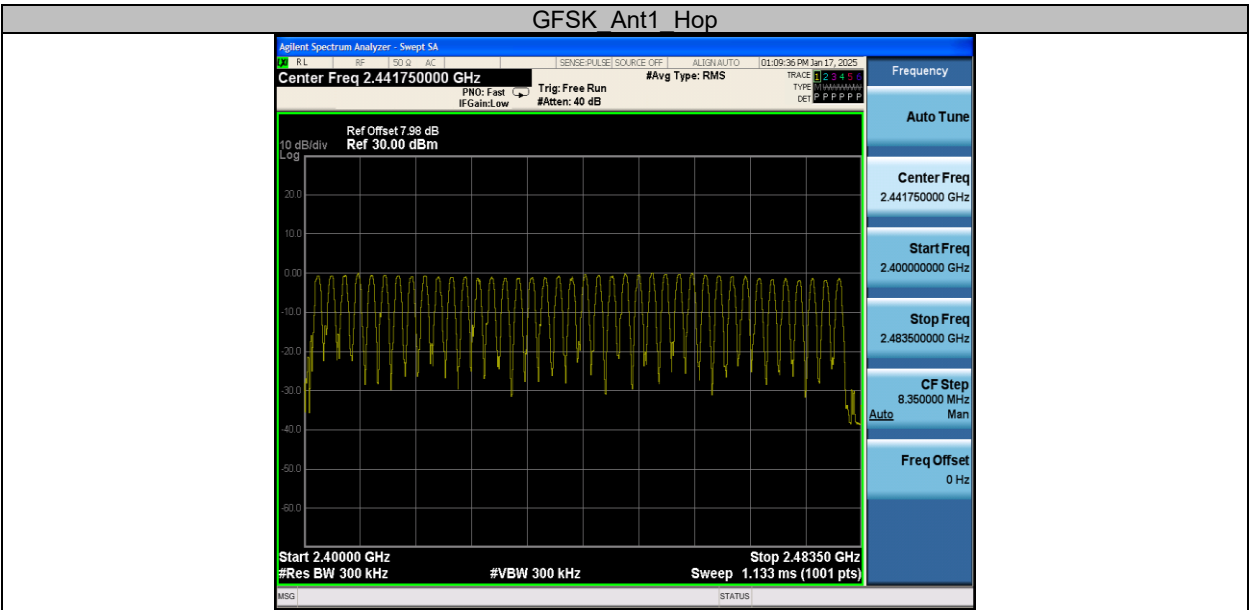 GFSK_Ant1_Hop
Agilent Spectrum Analyzer - Swept SA
RL RF 50 Ω AC SENSE:PULSE SOURCE OFF ALIGN AUTO 01:09:36 PM Jan 17, 2025
Center Freq 2.441750000 GHz
PNO: Fast
IFGain:Low
Trig: Free Run
#Atten: 40 dB
#Avg Type: RMS
TRACE 1 2 3 4 5 6
TYPE M
DET P P P P P P
Ref Offset 7.98 dB
10 dB/div Ref 30.00 dBm
Log
20.0
10.0
0.00
-10.0
-20.0
-30.0
-40.0
-50.0
-60.0
Start 2.40000 GHz Stop 2.48350 GHz
#Res BW 300 kHz #VBW 300 kHz Sweep 1.133 ms (1001 pts)
MSG STATUS
Frequency
Auto Tune
Center Freq
2.441750000 GHz
Start Freq
2.400000000 GHz
Stop Freq
2.483500000 GHz
CF Step
8.350000 MHz
Auto Man
Freq Offset
0 Hz